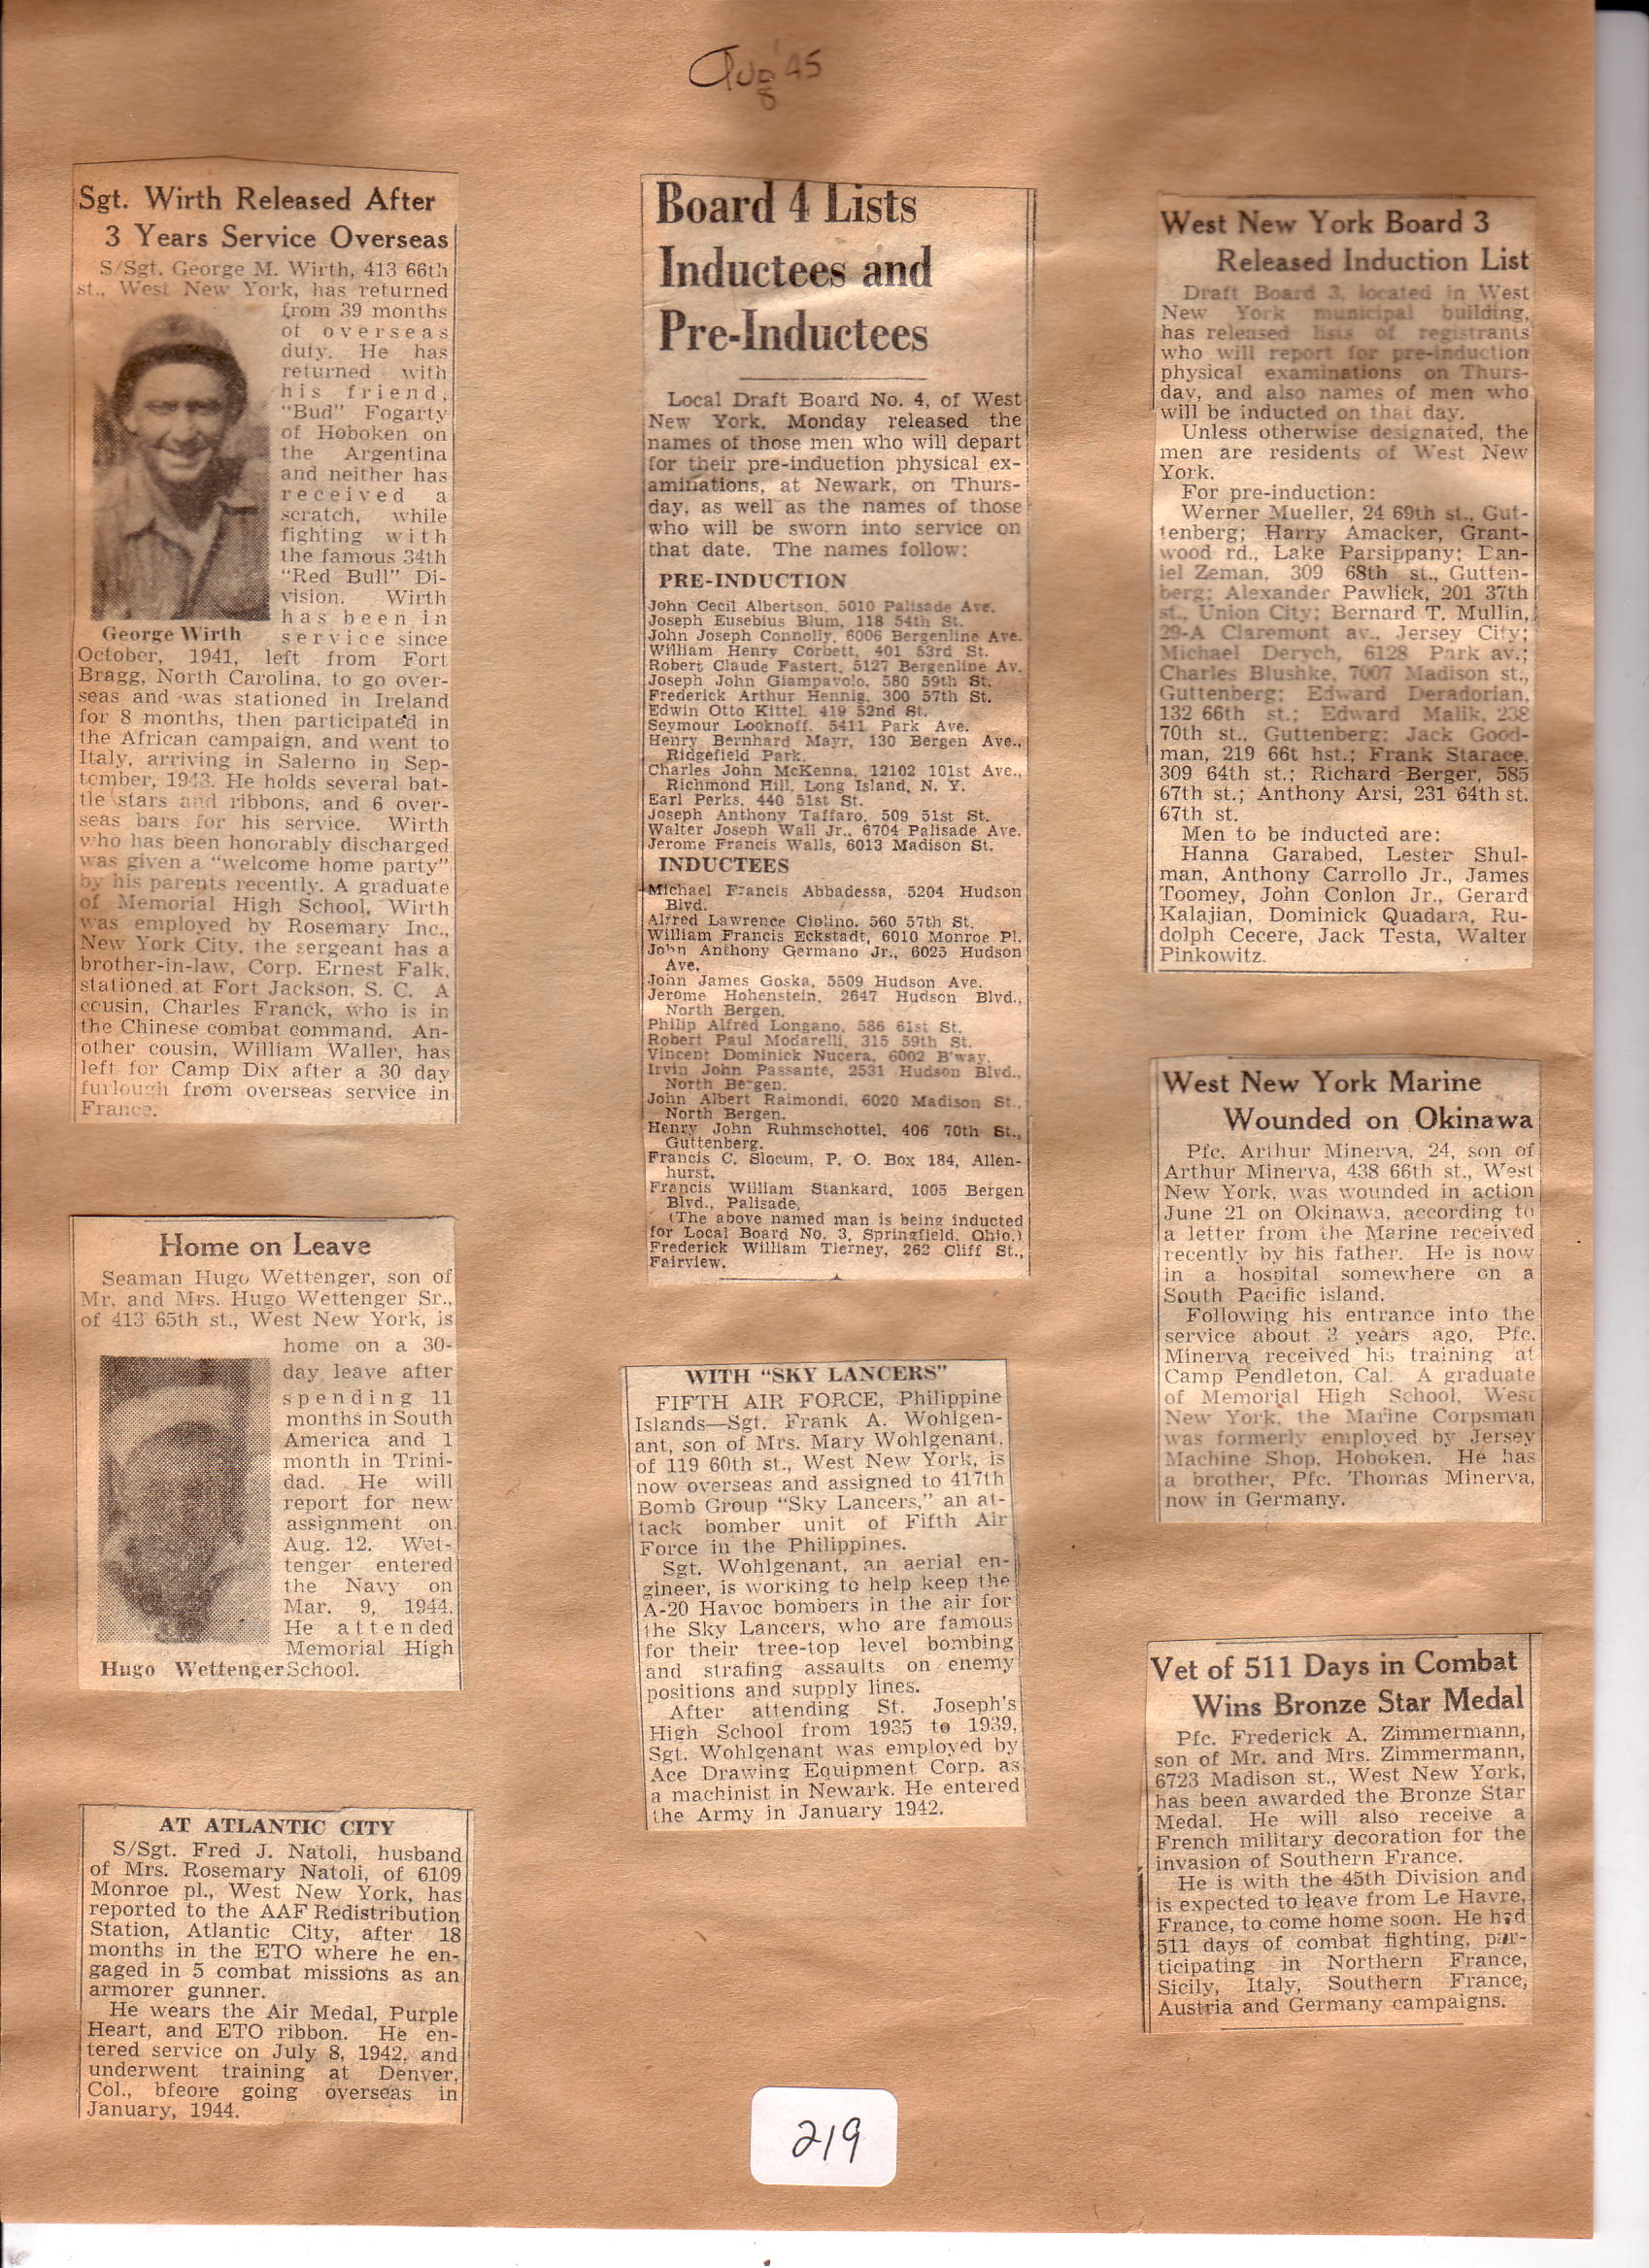 Aug '45
8
Sgt. Wirth Released After
3 Years Service Overseas
S/Sgt. George M. Wirth, 413 66th
st., West New York, has returned
from 39 months
of overseas
duty. He has
returned with
his friend,
"Bud" Fogarty
of Hoboken on
the Argentina
and neither has
received a
scratch, while
fighting with
the famous 34th
"Red Bull" Di-
vision. Wirth
has been in
George Wirth
service since
October, 1941, left from Fort
Bragg, North Carolina, to go over-
seas and was stationed in Ireland
for 8 months, then participated in
the African campaign, and went to
Italy, arriving in Salerno in Sep-
tember, 1943. He holds several bat-
tle stars and ribbons, and 6 over-
seas bars for his service. Wirth
who has been honorably discharged
was given a "welcome home party"
by his parents recently. A graduate
of Memorial High School, Wirth
was employed by Rosemary Inc.,
New York City. the sergeant has a
brother-in-law, Corp. Ernest Falk,
stationed at Fort Jackson, S. C. A
cousin, Charles Franck, who is in
the Chinese combat command. An-
other cousin, William Waller, has
left for Camp Dix after a 30 day
furlough from overseas service in
France.
Home on Leave
Seaman Hugo Wettenger, son of
Mr. and Mrs. Hugo Wettenger Sr.,
of 413 65th st., West New York, is
home on a 30-
day leave after
spending 11
months in South
America and 1
month in Trini-
dad. He will
report for new
assignment on
Aug. 12. Wet-
tenger entered
the Navy on
Mar. 9, 1944.
He attended
Memorial High
Hugo Wettenger School.
AT ATLANTIC CITY
S/Sgt. Fred J. Natoli, husband
of Mrs. Rosemary Natoli, of 6109
Monroe pl., West New York, has
reported to the AAF Redistribution
Station, Atlantic City, after 18
months in the ETO where he en-
gaged in 5 combat missions as an
armorer gunner.
He wears the Air Medal, Purple
Heart, and ETO ribbon. He en-
tered service on July 8, 1942, and
underwent training at Denver,
Col., bfeore going overseas in
January, 1944.
Board 4 Lists
Inductees and
Pre-Inductees
Local Draft Board No. 4, of West
New York, Monday released the
names of those men who will depart
for their pre-induction physical ex-
aminations, at Newark, on Thurs-
day, as well as the names of those
who will be sworn into service on
that date. The names follow:
PRE-INDUCTION
John Cecil Albertson, 5010 Palisade Ave.
Joseph Eusebius Blum, 118 54th St.
John Joseph Connolly, 6006 Bergenline Ave.
William Henry Corbett, 401 53rd St.
Robert Claude Fastert, 5127 Bergenline Av.
Joseph John Giampavolo, 580 59th St.
Frederick Arthur Hennig, 300 57th St.
Edwin Otto Kittel, 419 52nd St.
Seymour Locknoff, 5411 Park Ave.
Henry Bernhard Mayr, 130 Bergen Ave.,
Ridgefield Park.
Charles John McKenna, 12102 101st Ave.,
Richmond Hill, Long Island, N. Y.
Earl Perks, 440 51st St.
Joseph Anthony Taffaro, 509 51st St.
Walter Joseph Wall Jr., 6704 Palisade Ave.
Jerome Francis Walls, 6013 Madison St.
INDUCTEES
Michael Francis Abbadessa, 5204 Hudson
Blvd.
Alfred Lawrence Ciolino, 560 57th St.
William Francis Eckstadt, 6010 Monroe Pl.
John Anthony Germano Jr., 6025 Hudson
Ave.
John James Goska, 5509 Hudson Ave.
Jerome Hohenstein, 2647 Hudson Blvd.,
North Bergen.
Philip Alfred Longano, 586 61st St.
Robert Paul Modarelli, 315 59th St.
Vincent Dominick Nucera, 6002 B'way.
Irvin John Passante, 2531 Hudson Blvd.,
North Bergen.
John Albert Raimondi, 6020 Madison St.,
North Bergen.
Henry John Ruhmschottel, 406 70th St.,
Guttenberg.
Francis C. Slocum, P. O. Box 184, Allen-
hurst.
Francis William Stankard, 1005 Bergen
Blvd., Palisade.
(The above named man is being inducted
for Local Board No. 3, Springfield, Ohio.)
Frederick William Tierney, 262 Cliff St.,
Fairview.
WITH "SKY LANCERS"
FIFTH AIR FORCE, Philippine
Islands—Sgt. Frank A. Wohlgen-
ant, son of Mrs. Mary Wohlgenant,
of 119 60th st., West New York, is
now overseas and assigned to 417th
Bomb Group "Sky Lancers," an at-
tack bomber unit of Fifth Air
Force in the Philippines.
Sgt. Wohlgenant, an aerial en-
gineer, is working to help keep the
A-20 Havoc bombers in the air for
the Sky Lancers, who are famous
for their tree-top level bombing
and strafing assaults on enemy
positions and supply lines.
After attending St. Joseph's
High School from 1935 to 1939,
Sgt. Wohlgenant was employed by
Ace Drawing Equipment Corp. as
a machinist in Newark. He entered
the Army in January 1942.
219
West New York Board 3
Released Induction List
Draft Board 3, located in West
New York municipal building,
has released lists of registrants
who will report for pre-induction
physical examinations on Thurs-
day, and also names of men who
will be inducted on that day.
Unless otherwise designated, the
men are residents of West New
York.
For pre-induction:
Werner Mueller, 24 69th st., Gut-
tenberg; Harry Amacker, Grant-
wood rd., Lake Parsippany; Dan-
iel Zeman, 309 68th st., Gutten-
berg; Alexander Pawlick, 201 37th
st., Union City; Bernard T. Mullin,
29-A Claremont av., Jersey City;
Michael Derych, 6128 Park av.;
Charles Blushke, 7007 Madison st.,
Guttenberg; Edward Deradorian,
132 66th st.; Edward Malik, 238
70th st., Guttenberg; Jack Good-
man, 219 66t hst.; Frank Starace,
309 64th st.; Richard Berger, 585
67th st.; Anthony Arsi, 231 64th st.
67th st.
Men to be inducted are:
Hanna Garabed, Lester Shul-
man, Anthony Carrollo Jr., James
Toomey, John Conlon Jr., Gerard
Kalajian, Dominick Quadara, Ru-
dolph Cecere, Jack Testa, Walter
Pinkowitz.
West New York Marine
Wounded on Okinawa
Pfc. Arthur Minerva, 24, son of
Arthur Minerva, 438 66th st., West
New York, was wounded in action
June 21 on Okinawa, according to
a letter from the Marine received
recently by his father. He is now
in a hospital somewhere on a
South Pacific island.
Following his entrance into the
service about years ago, Pfc.
Minerva received his training at
Camp Pendleton, Cal. A graduate
of Memorial High School, West
New York, the Marine Corpsman
was formerly employed by Jersey
Machine Shop, Hoboken. He has
a brother, Pfc. Thomas Minerva,
now in Germany.
Vet of 511 Days in Combat
Wins Bronze Star Medal
Pfc. Frederick A. Zimmermann,
son of Mr. and Mrs. Zimmermann,
6723 Madison st., West New York,
has been awarded the Bronze Star
Medal. He will also receive a
French military decoration for the
invasion of Southern France.
He is with the 45th Division and
is expected to leave from Le Havre,
France, to come home soon. He had
511 days of combat fighting, par-
ticipating in Northern France,
Sicily, Italy, Southern France,
Austria and Germany campaigns.